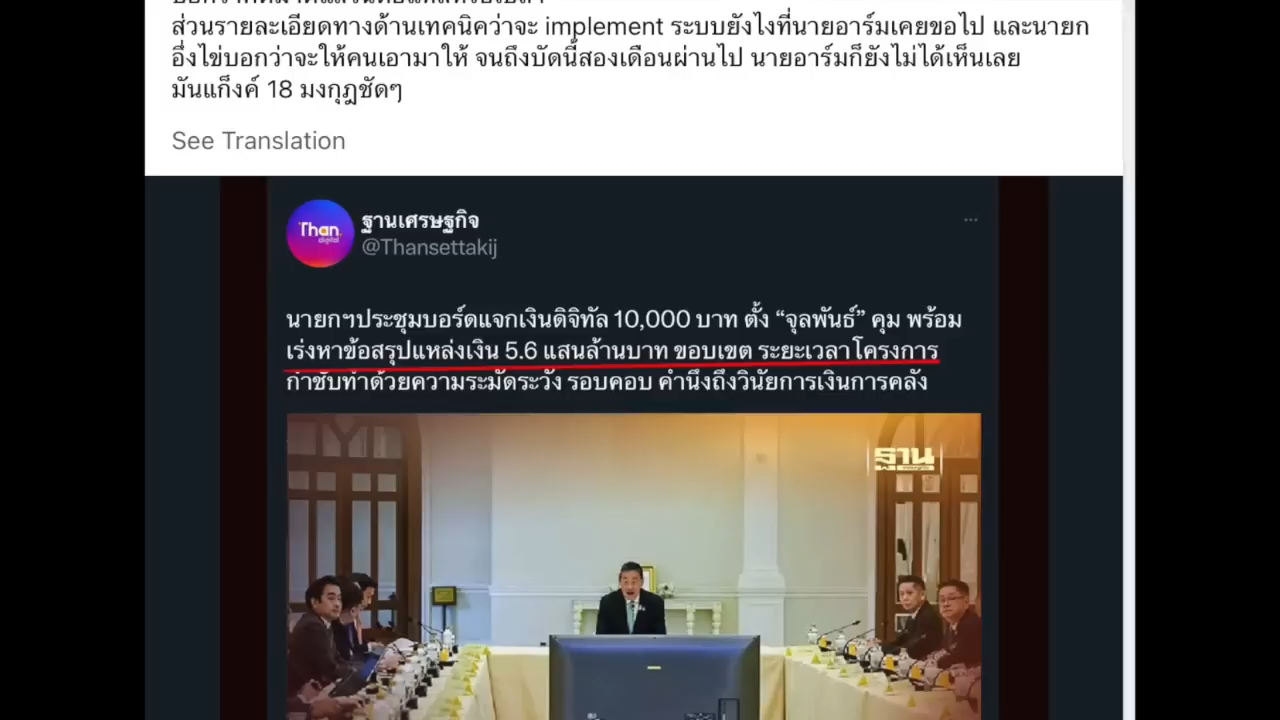 ส่วนรายละเอียดทางด้านเทคนิคว่าจะ implement ระบบยังไงที่นายอาร์มเคยขอไป และนายก
อึ่งไข่บอกว่าจะให้คนเอามาให้ จนถึงบัดนี้สองเดือนผ่านไป นายอาร์มก็ยังไม่ได้เห็นเลย
มันแก็งค์ 18 มงกุฎชัดๆ
See Translation
Than
digital
ฐานเศรษฐกิจ
@Thansettakij
นายกฯประชุมบอร์ดแจกเงินดิจิทัล 10,000 บาท ตั้ง “จุลพันธ์” คุม พร้อม
เร่งหาข้อสรุปแหล่งเงิน 5.6 แสนล้านบาท ขอบเขต ระยะเวลาโครงการ
กำชับทำด้วยความระมัดระวัง รอบคอบ คำนึงถึงวินัยการเงินการคลัง
ฐาน